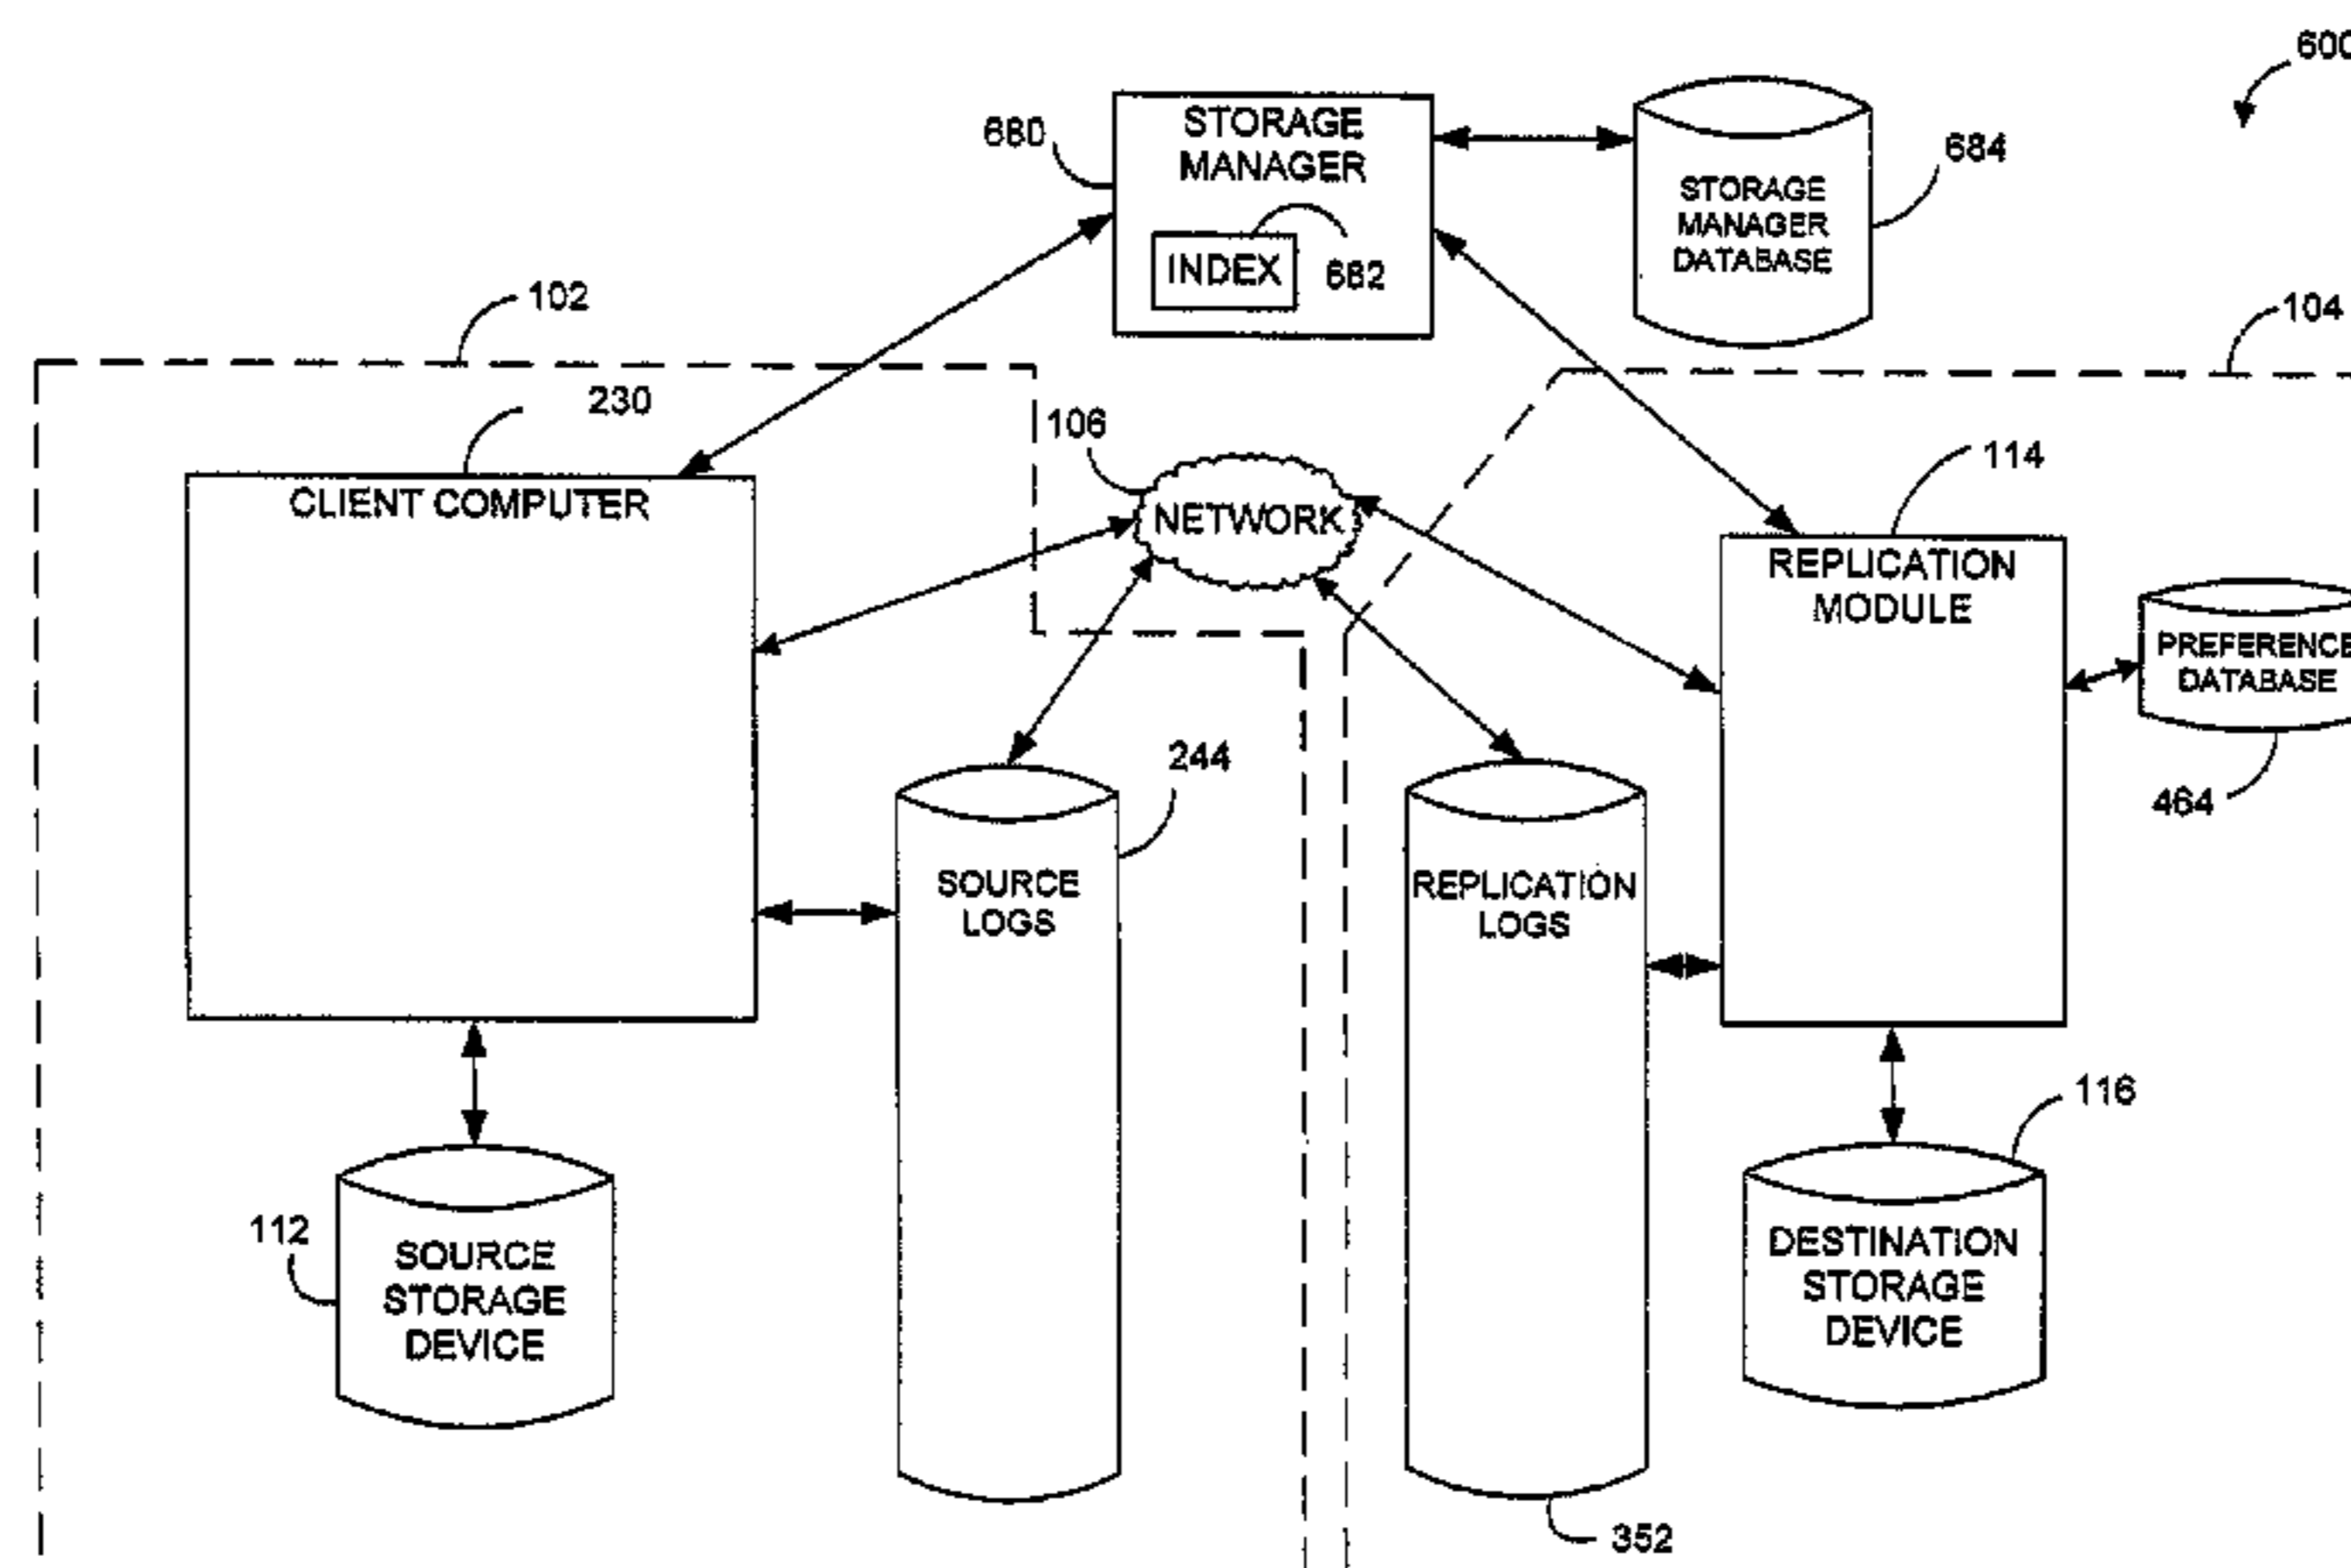 600
680
STORAGE
MANAGER
684
STORAGE
MANAGER
DATABASE
INDEX
682
102
104
230
106
114
CLIENT COMPUTER
NETWORK
REPLICATION
MODULE
PREFERENCE
DATABASE
244
464
SOURCE
LOGS
REPLICATION
LOGS
116
112
SOURCE
STORAGE
DEVICE
DESTINATION
STORAGE
DEVICE
352